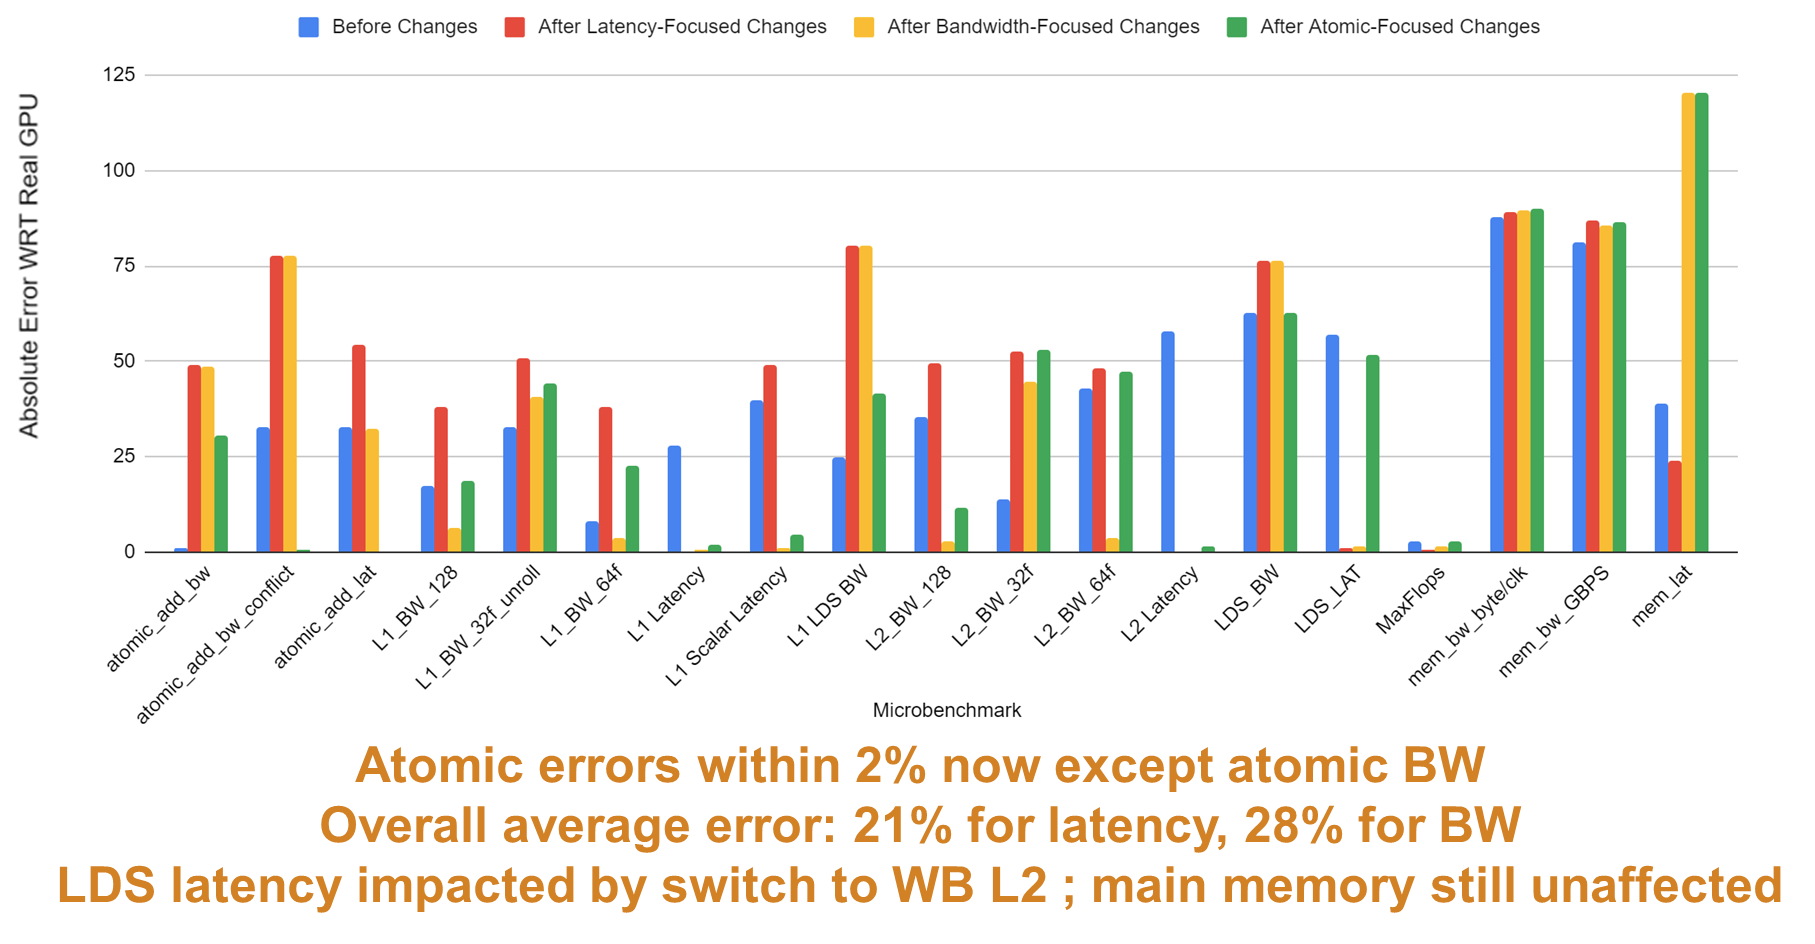 Before Changes
After Latency-Focused Changes
After Bandwidth-Focused Changes
After Atomic-Focused Changes
Absolute Error WRT Real GPU
125
100
75
50
25
0
atomic_add_bw
atomic_add_bw_conflict
atomic_add_lat
L1_BW_128
L1_BW_32f_unroll
L1_BW_64f
L1 Latency
L1 Scalar Latency
L1 LDS BW
L2_BW_128
L2_BW_32f
L2_BW_64f
L2 Latency
LDS_BW
LDS_LAT
MaxFlops
mem_bw_byte/clk
mem_bw_GBPS
mem_lat
Microbenchmark
Atomic errors within 2% now except atomic BW
Overall average error: 21% for latency, 28% for BW
LDS latency impacted by switch to WB L2 ; main memory still unaffected